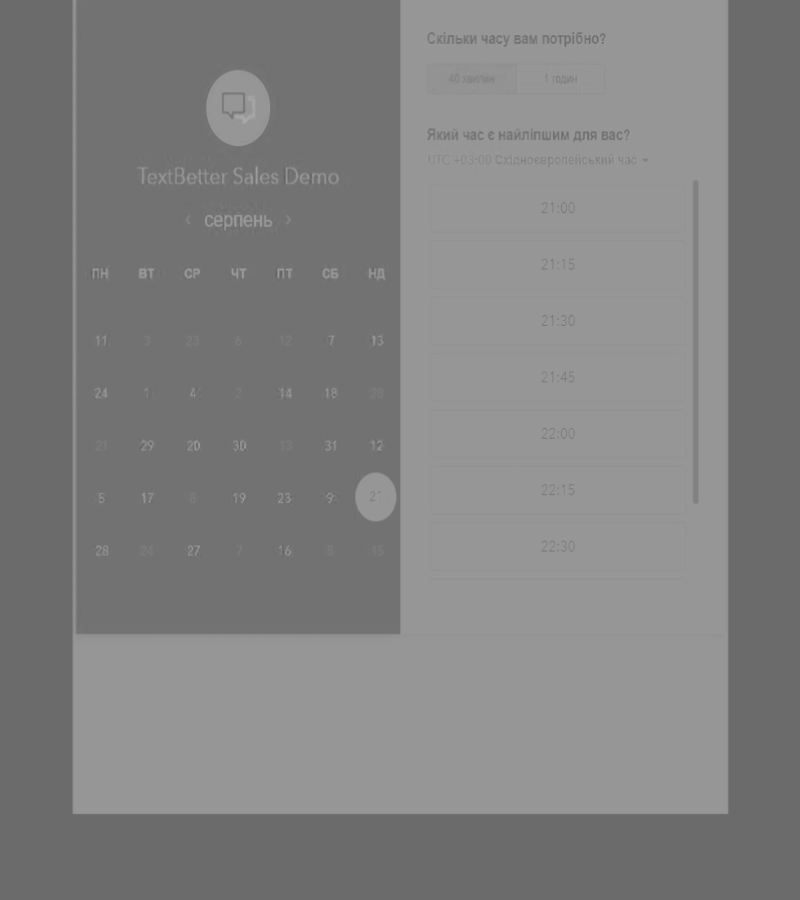 TextBetter Sales Demo
‹ серпень ›
ПН ВТ СР ЧТ ПТ СБ НД
11 3 23 6 12 7 13
24 1 4 2 14 18
21 29 20 30 13 31 12
5 17 8 19 23 9 21
28 27 7 16 15
Скільки часу вам потрібно?
40 хвилин 1 годин
Який час є найліпшим для вас?
UTC +03:00 Східноєвропейський час
21:00
21:15
21:30
21:45
22:00
22:15
22:30